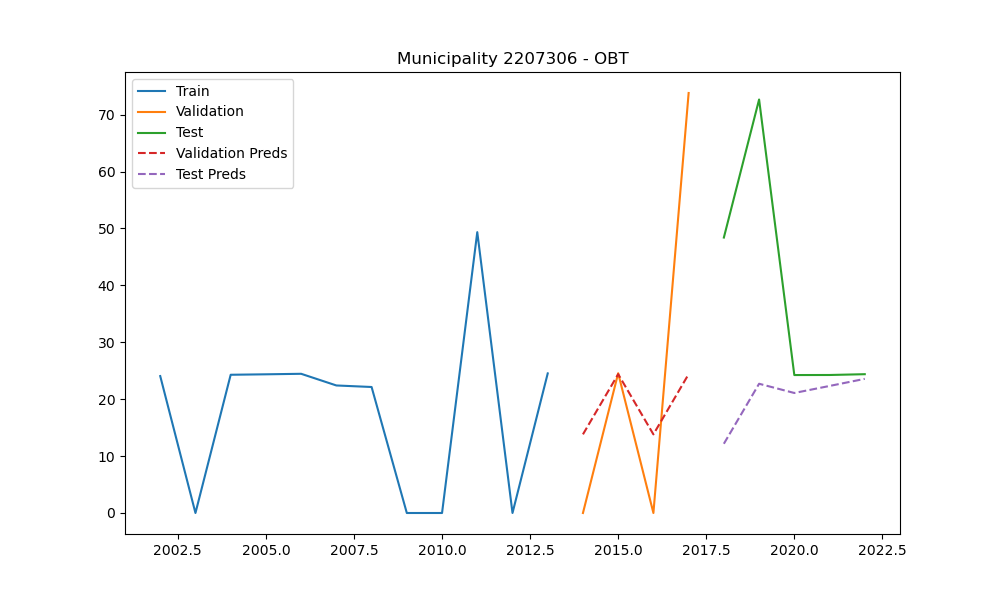 Municipality 2207306 - OBT
Train
Validation
Test
Validation Preds
Test Preds
70
60
50
40
30
20
10
0
2002.5 2005.0 2007.5 2010.0 2012.5 2015.0 2017.5 2020.0 2022.5